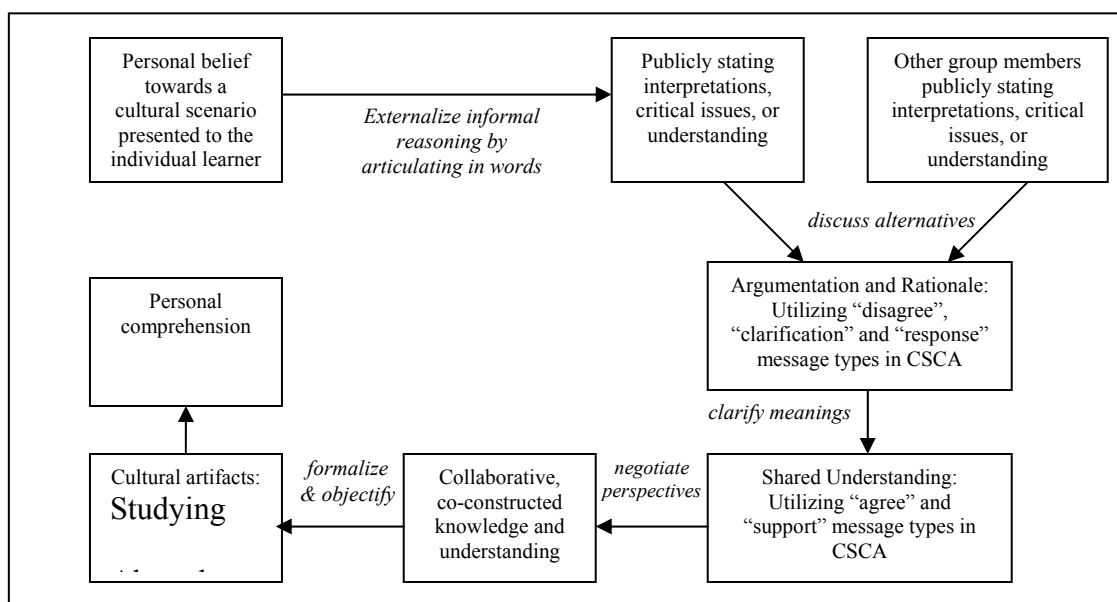 Personal belief
towards a
cultural scenario
presented to the
individual learner
Externalize informal
reasoning by
articulating in words
Publicly stating
interpretations,
critical issues, or
understanding
Other group members
publicly stating
interpretations, critical
issues, or
understanding
discuss alternatives
Argumentation and Rationale:
Utilizing “disagree”,
“clarification” and “response”
message types in CSCA
clarify meanings
Shared Understanding:
Utilizing “agree” and
“support” message types in
CSCA
negotiate
perspectives
Collaborative,
co-constructed
knowledge and
understanding
formalize
& objectify
Cultural artifacts:
Studying
Personal
comprehension